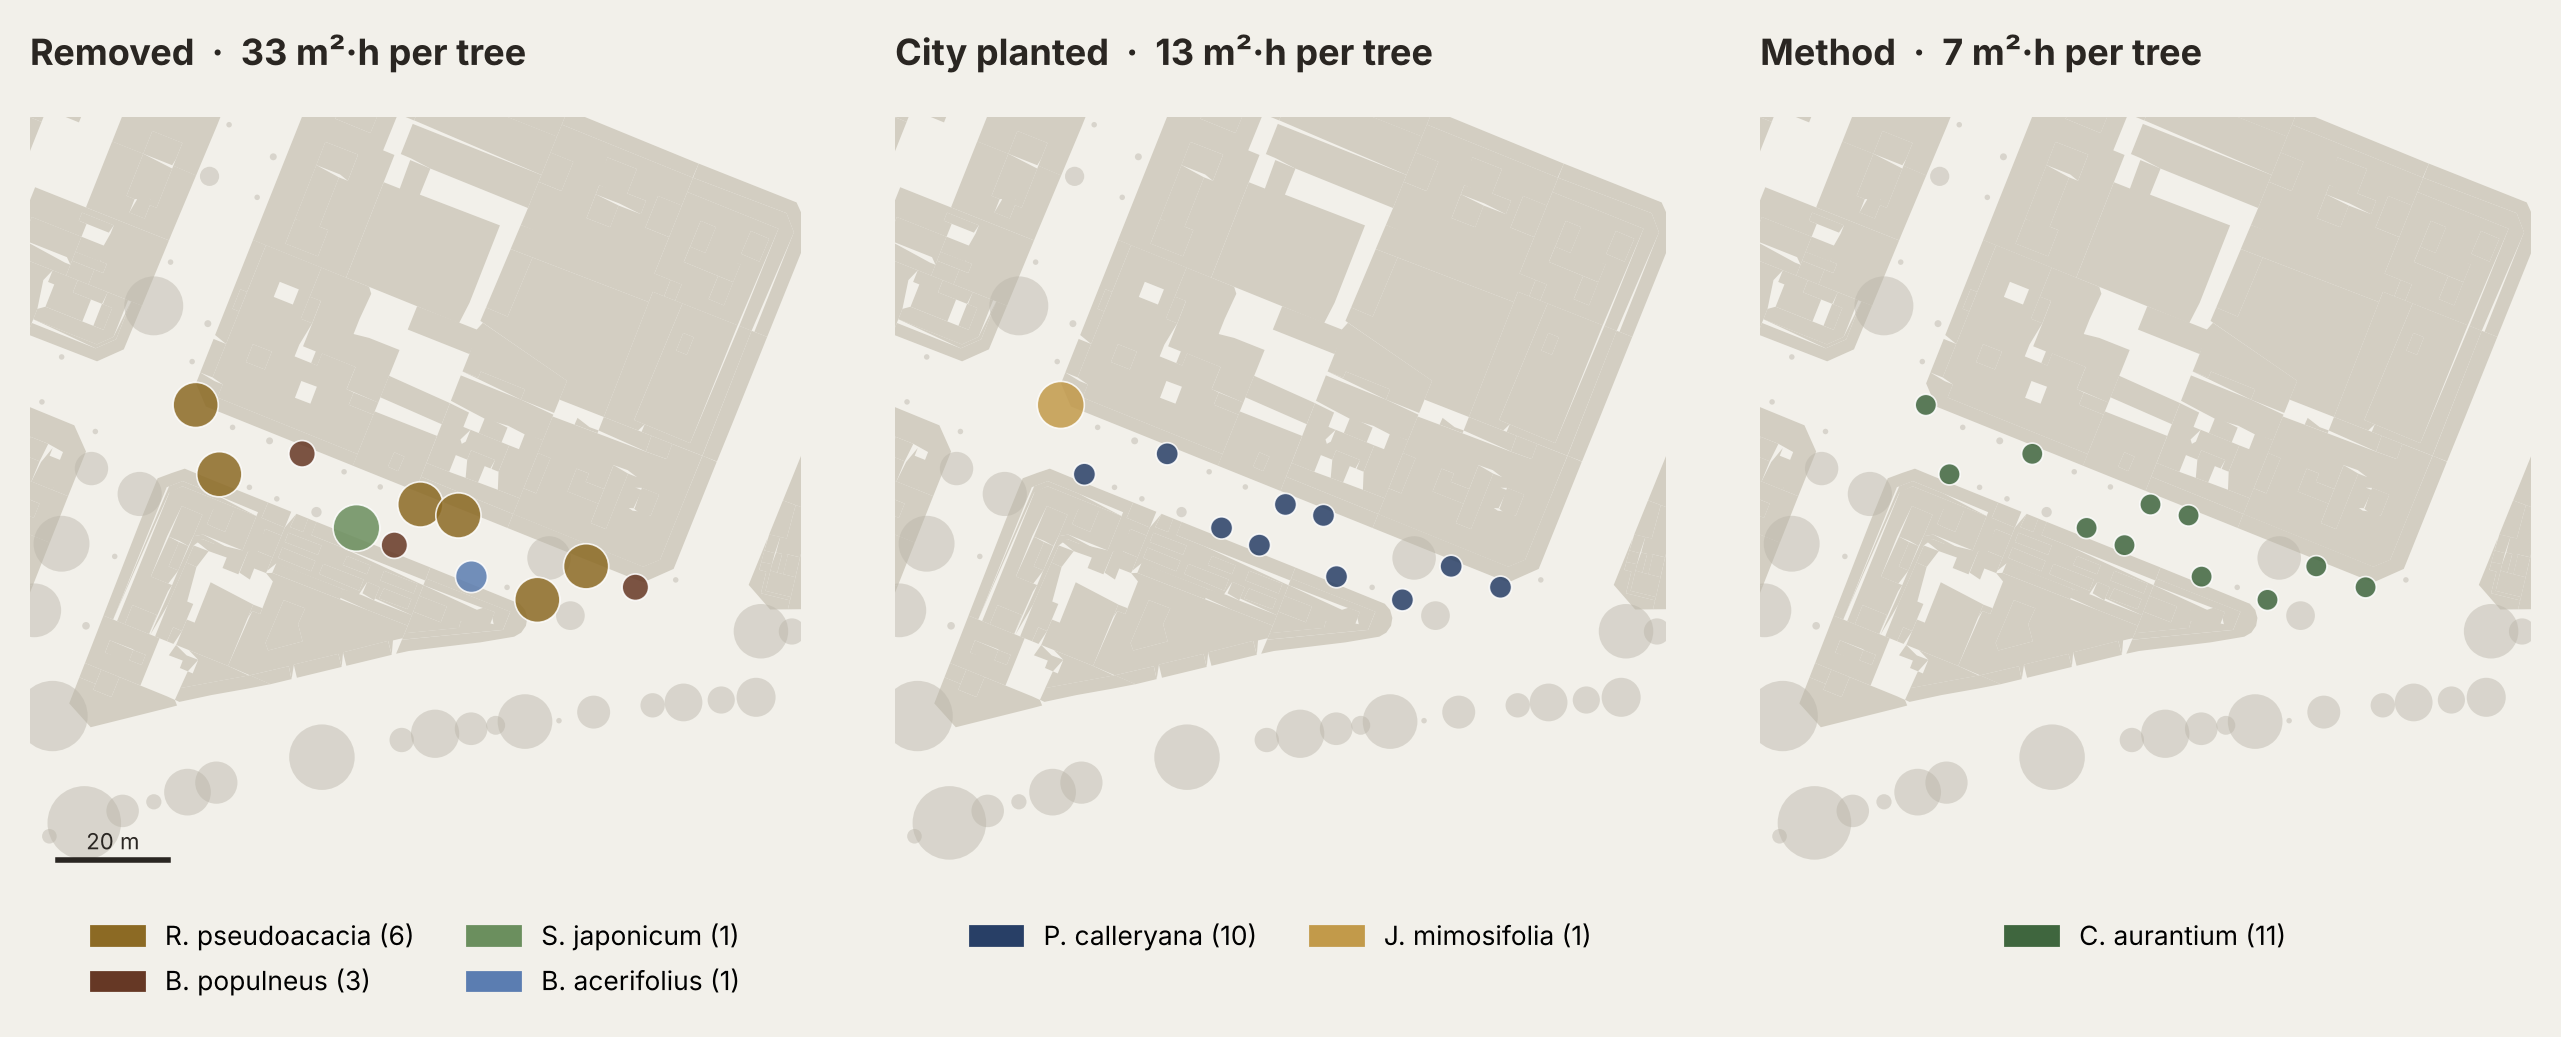 Removed · 33 m²·h per tree
City planted · 13 m²·h per tree
Method · 7 m²·h per tree
20 m
R. pseudoacacia (6)
S. japonicum (1)
B. populneus (3)
B. acerifolius (1)
P. calleryana (10)
J. mimosifolia (1)
C. aurantium (11)